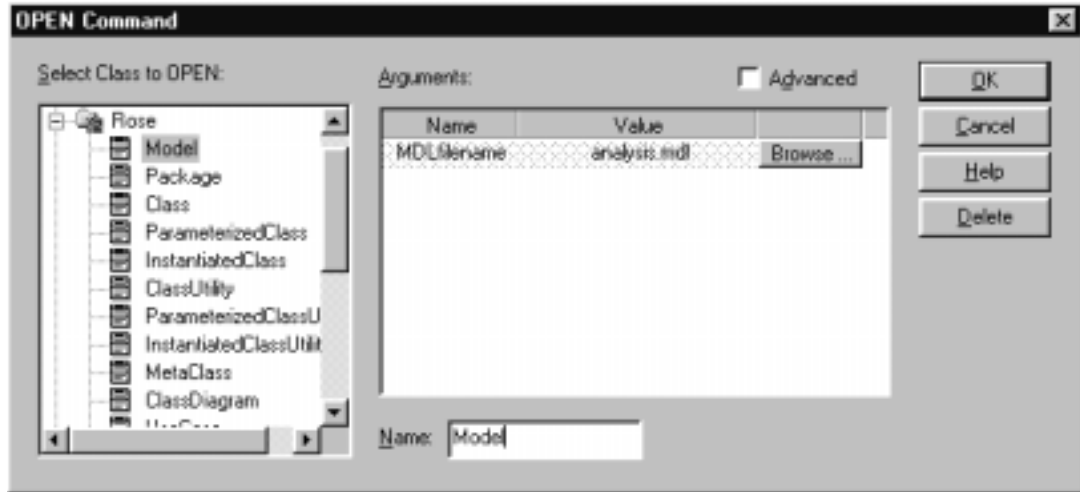 OPEN Command
Select Class to OPEN:
Rose
Model
Package
Class
ParameterizedClass
InstantiatedClass
ClassUtility
ParameterizedClassU
InstantiatedClassUtilit
MetaClass
ClassDiagram
Arguments:
Advanced
Name Value
MDLfilename analysis.mdl Browse ...
Name: Model
OK
Cancel
Help
Delete